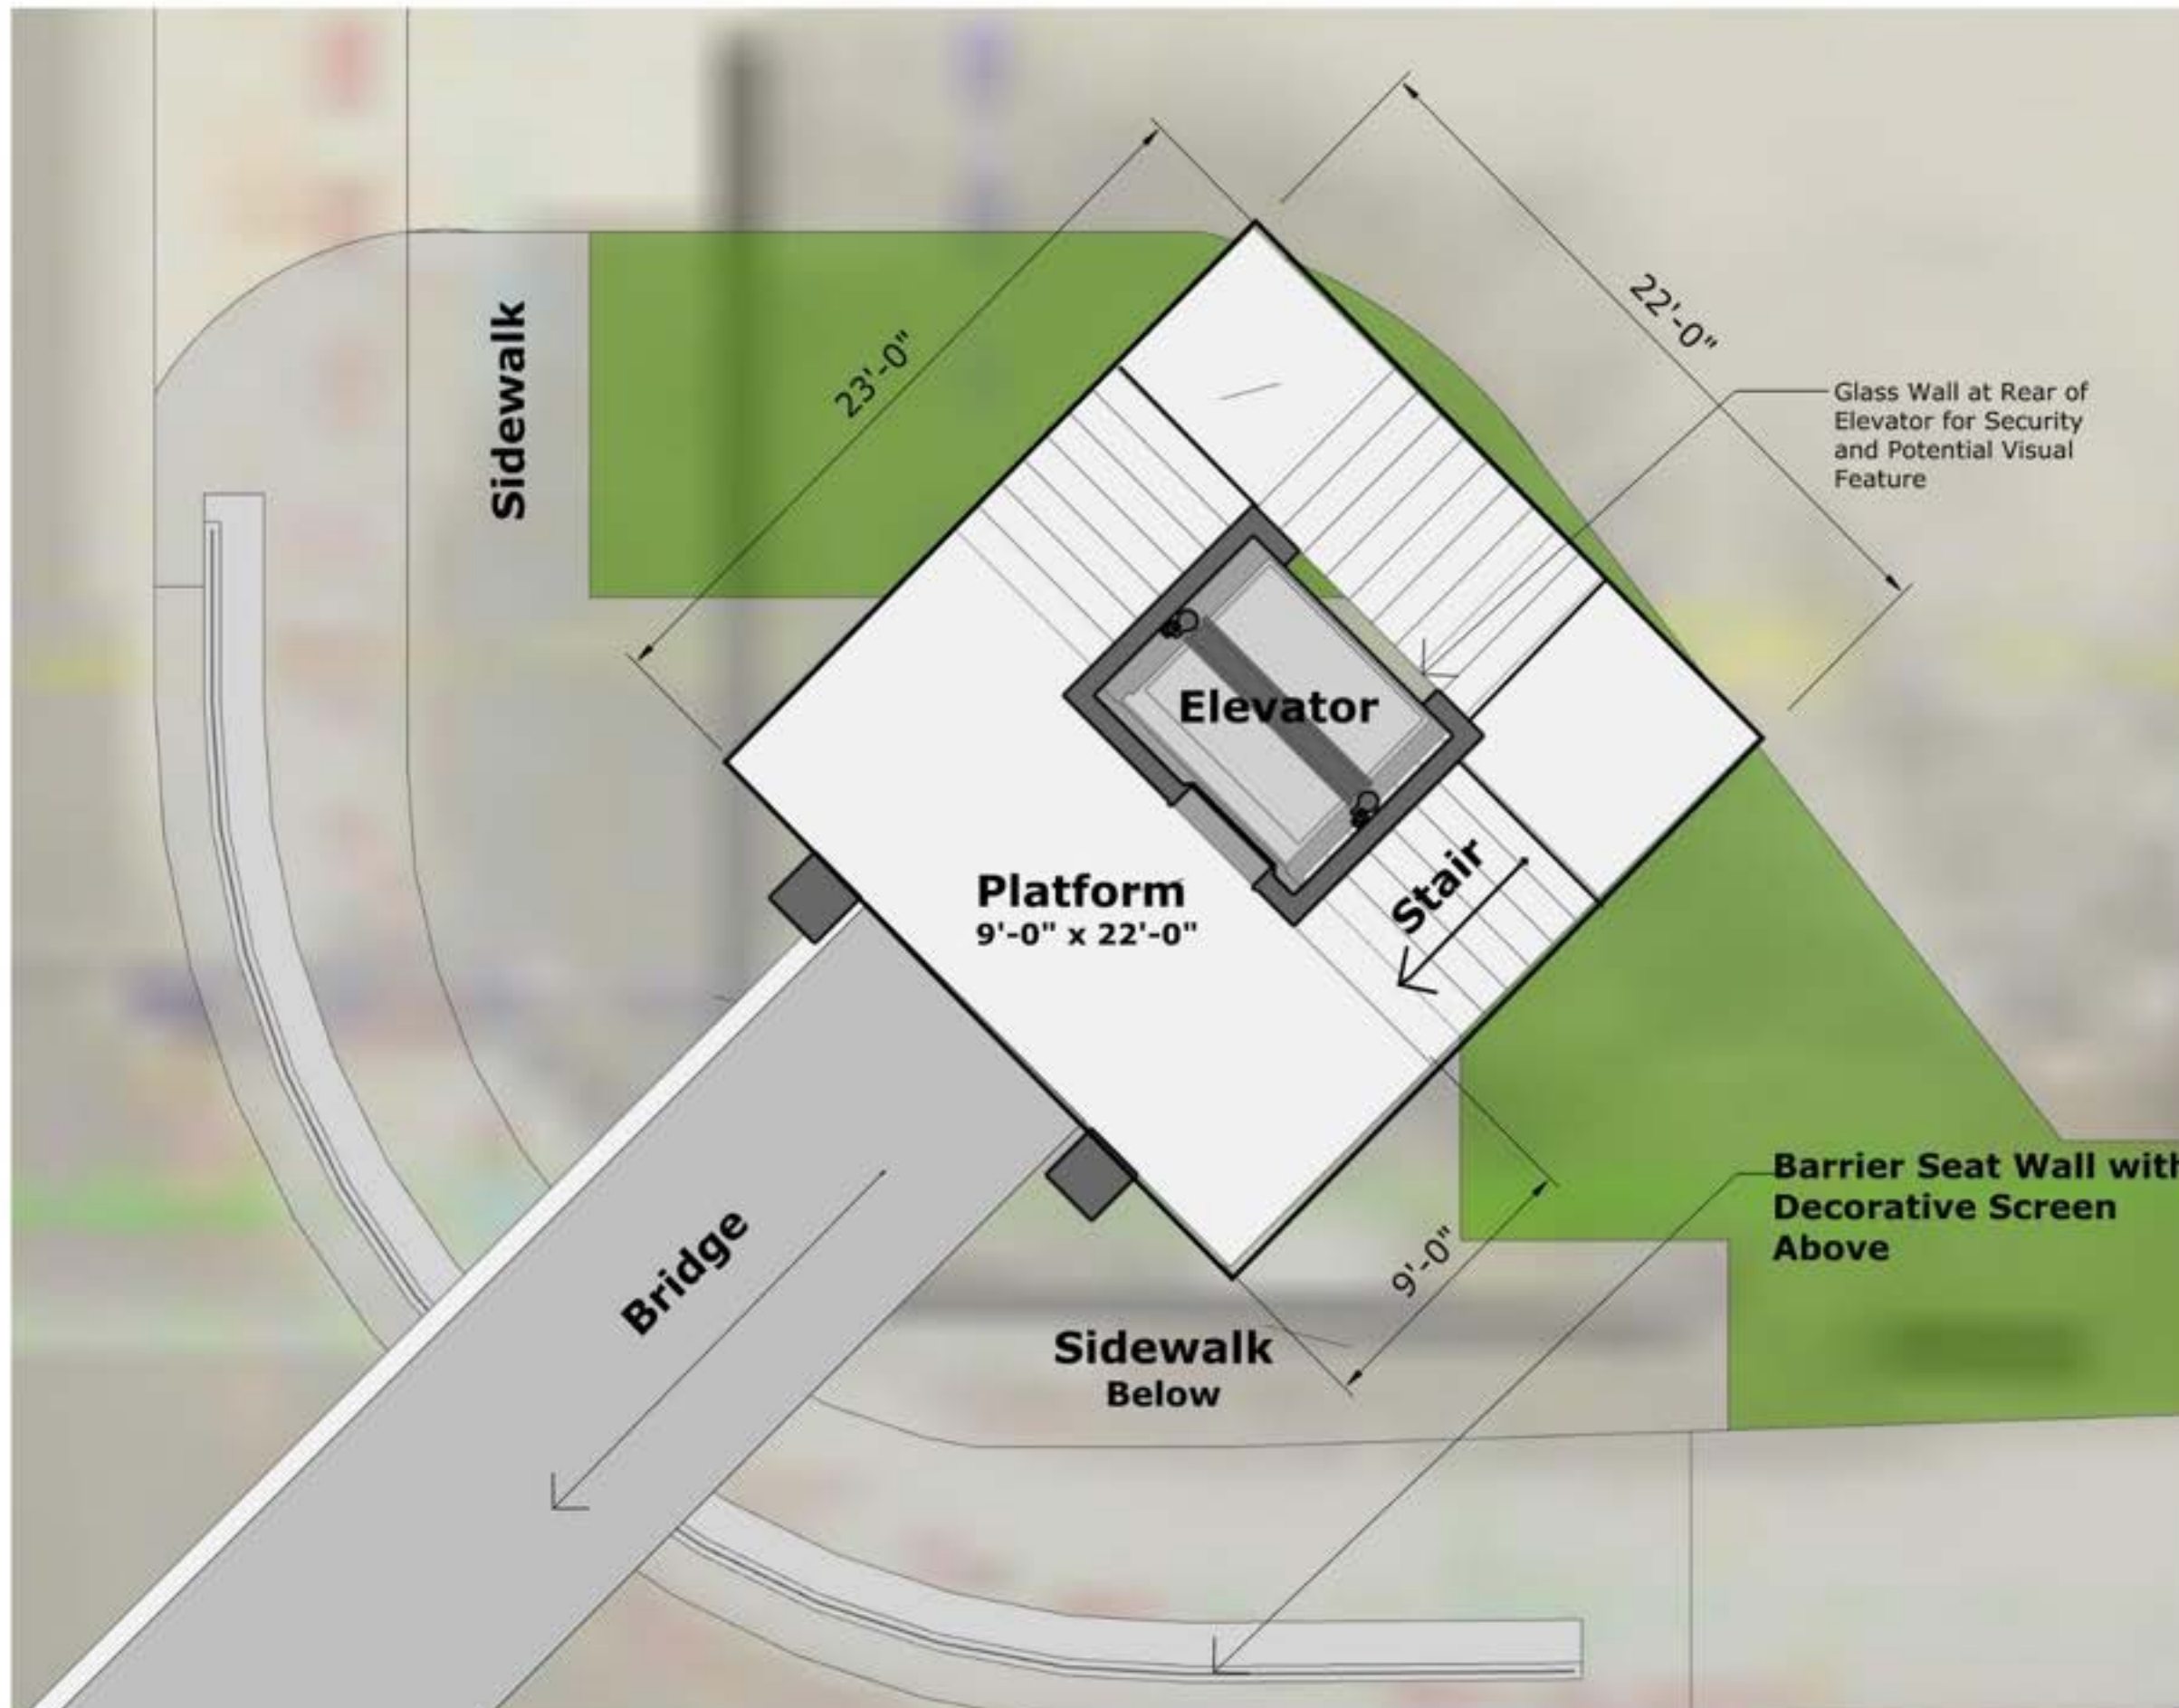 22'-0"
23'-0"
Sidewalk
Glass Wall at Rear of
Elevator for Security
and Potential Visual
Feature
Elevator
Stair
Platform
9'-0" x 22'-0"
Bridge
9'-0"
Barrier Seat Wall with
Decorative Screen
Above
Sidewalk
Below